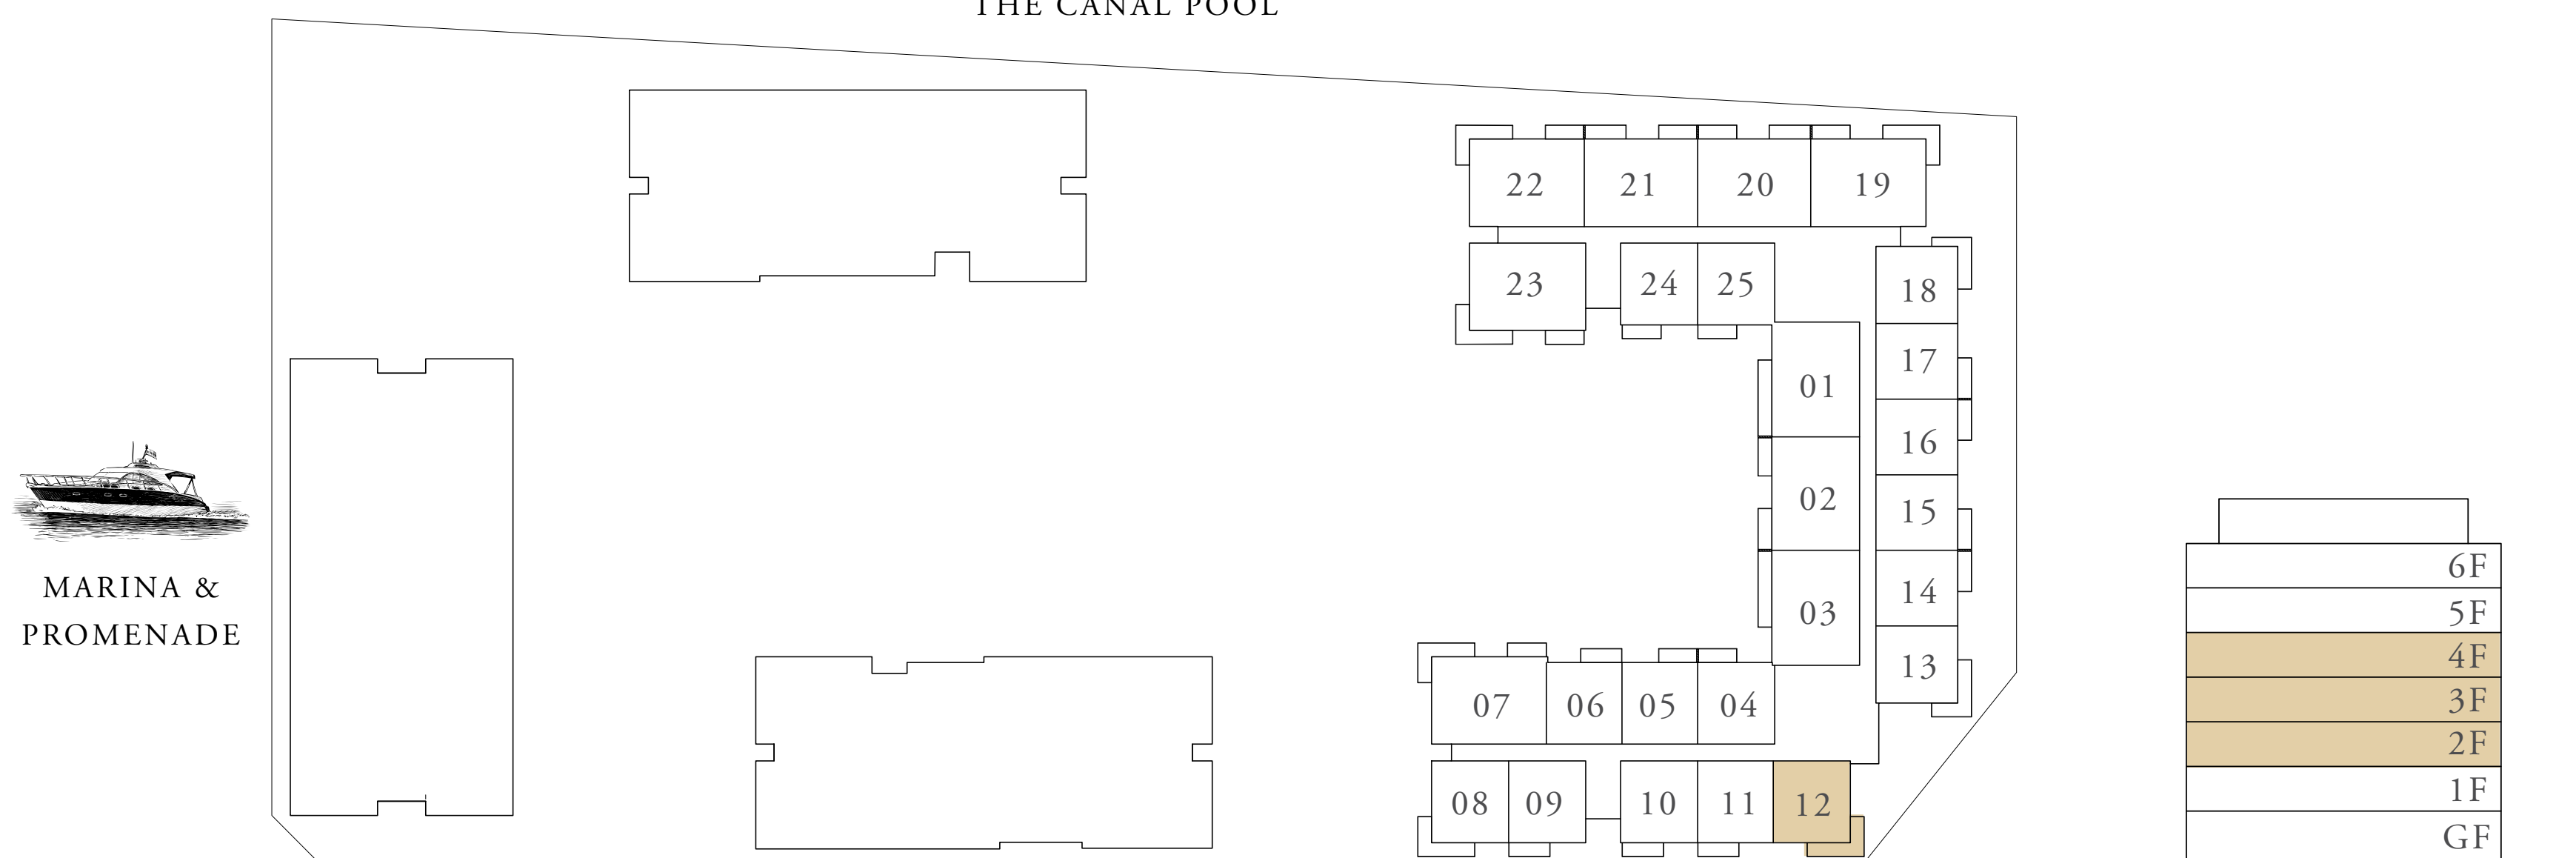 THE CANAL POOL
22 21 20 19
23 24 25
18
17
01
16
02
15
14
03
13
07 06 05 04
08 09 10 11 12
MARINA &
PROMENADE
6F
5F
4F
3F
2F
1F
GF